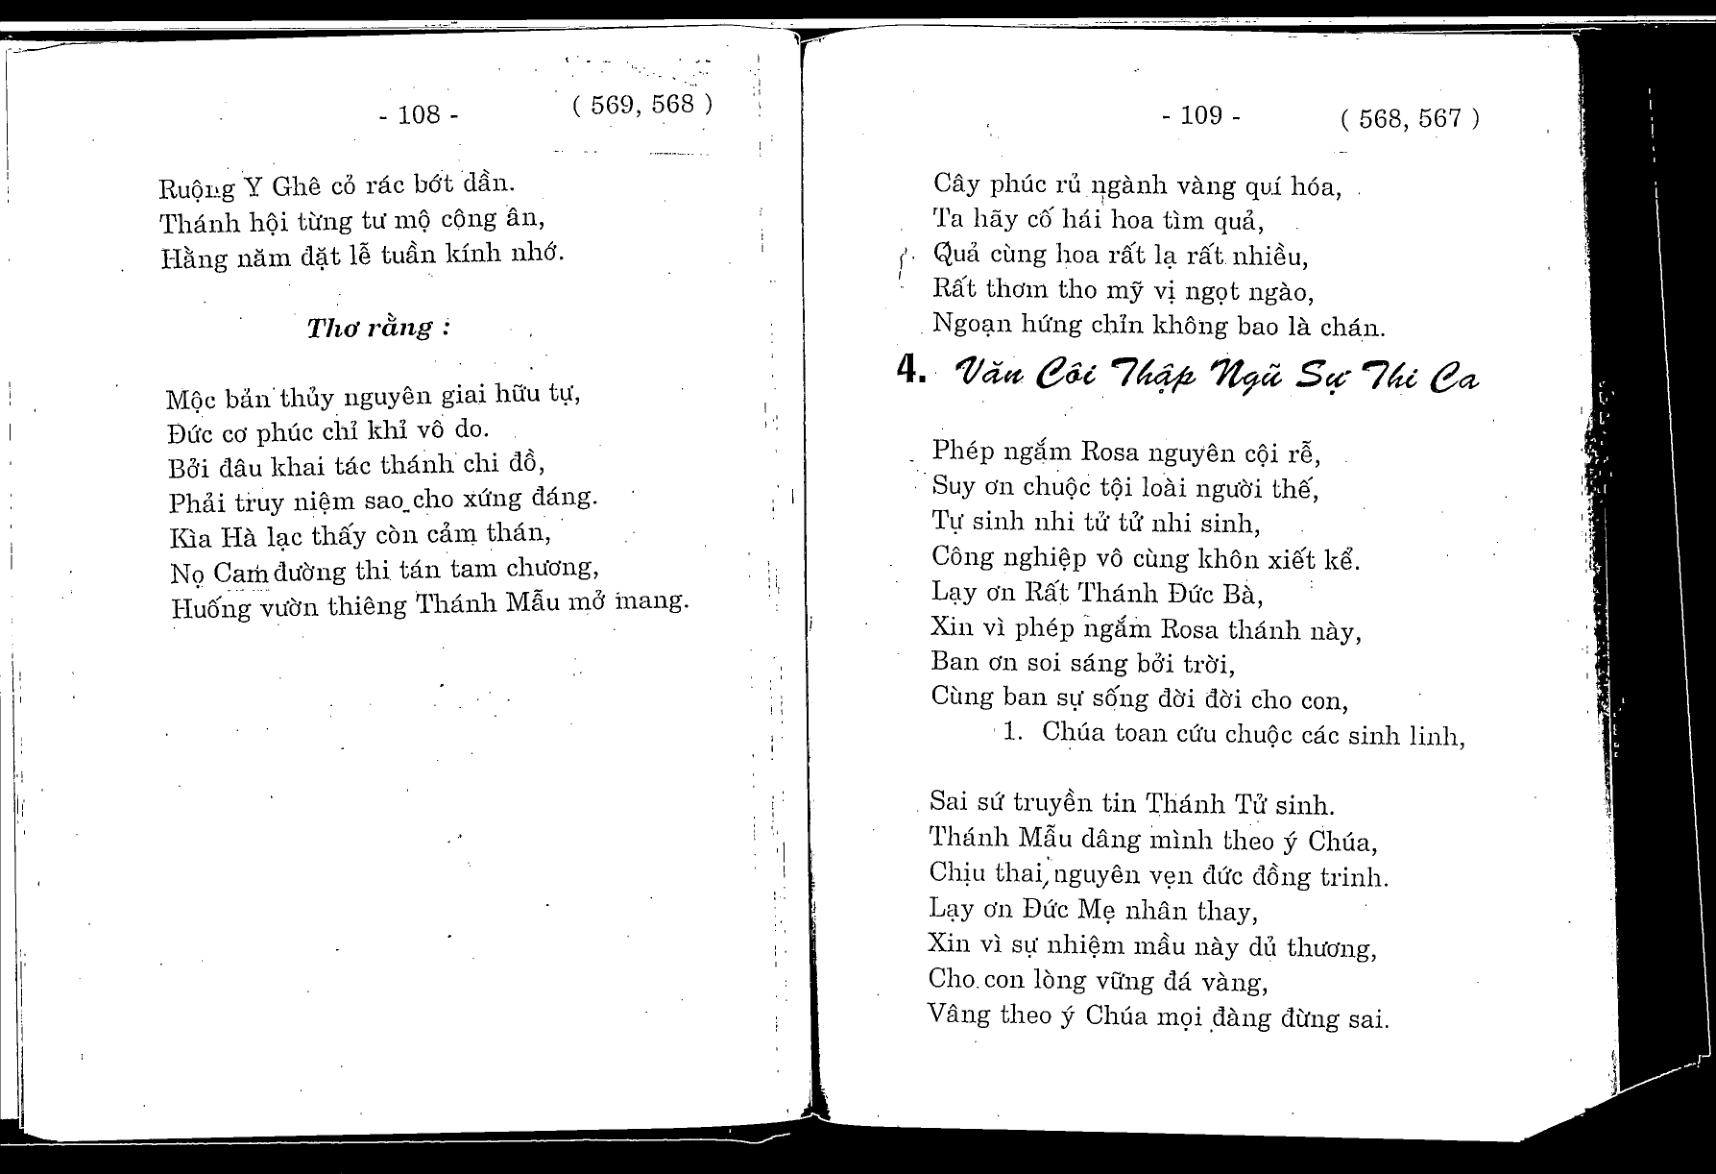 - 108 -
( 569, 568 )
Ruộng Y Ghê cỏ rác bớt dần.
Thánh hội từng tư mộ cộng ân,
Hằng năm đặt lễ tuần kính nhớ.
Thơ rằng :
Mộc bản thủy nguyên giai hữu tự,
Đức cơ phúc chỉ khỉ vô do.
Bởi đâu khai tác thánh chi đồ,
Phải truy niệm sao cho xứng đáng.
Kìa Hà lạc thấy còn cảm thán,
Nọ Cam đường thi tán tam chương,
Huống vườn thiêng Thánh Mẫu mở mang.
- 109 -
( 568, 567 )
Cây phúc rủ ngành vàng quí hóa,
Ta hãy cố hái hoa tìm quả,
Quả cùng hoa rất lạ rất nhiều,
Rất thơm tho mỹ vị ngọt ngào,
Ngoạn hứng chỉn không bao là chán.
4. Văn Côi Thập Ngũ Sự Thi Ca
Phép ngắm Rosa nguyên cội rễ,
Suy ơn chuộc tội loài người thế,
Tự sinh nhi tử tử nhi sinh,
Công nghiệp vô cùng khôn xiết kể.
Lạy ơn Rất Thánh Đức Bà,
Xin vì phép ngắm Rosa thánh này,
Ban ơn soi sáng bởi trời,
Cùng ban sự sống đời đời cho con,
1. Chúa toan cứu chuộc các sinh linh,
Sai sứ truyền tin Thánh Tử sinh.
Thánh Mẫu dâng mình theo ý Chúa,
Chịu thai, nguyên vẹn đức đồng trinh.
Lạy ơn Đức Mẹ nhân thay,
Xin vì sự nhiệm mầu này dủ thương,
Cho con lòng vững đá vàng,
Vâng theo ý Chúa mọi đàng đừng sai.